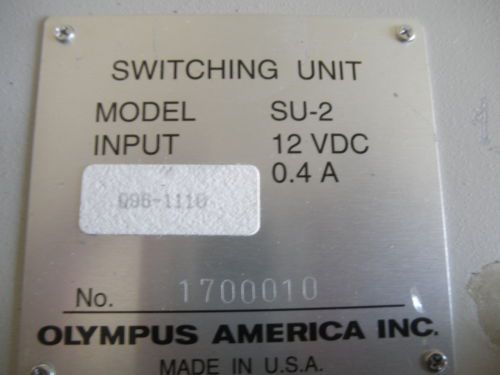 SWITCHING UNIT
MODEL SU-2
INPUT 12 VDC
0.4 A
Q96-1110
No. 1700010
OLYMPUS AMERICA INC.
MADE IN U.S.A.